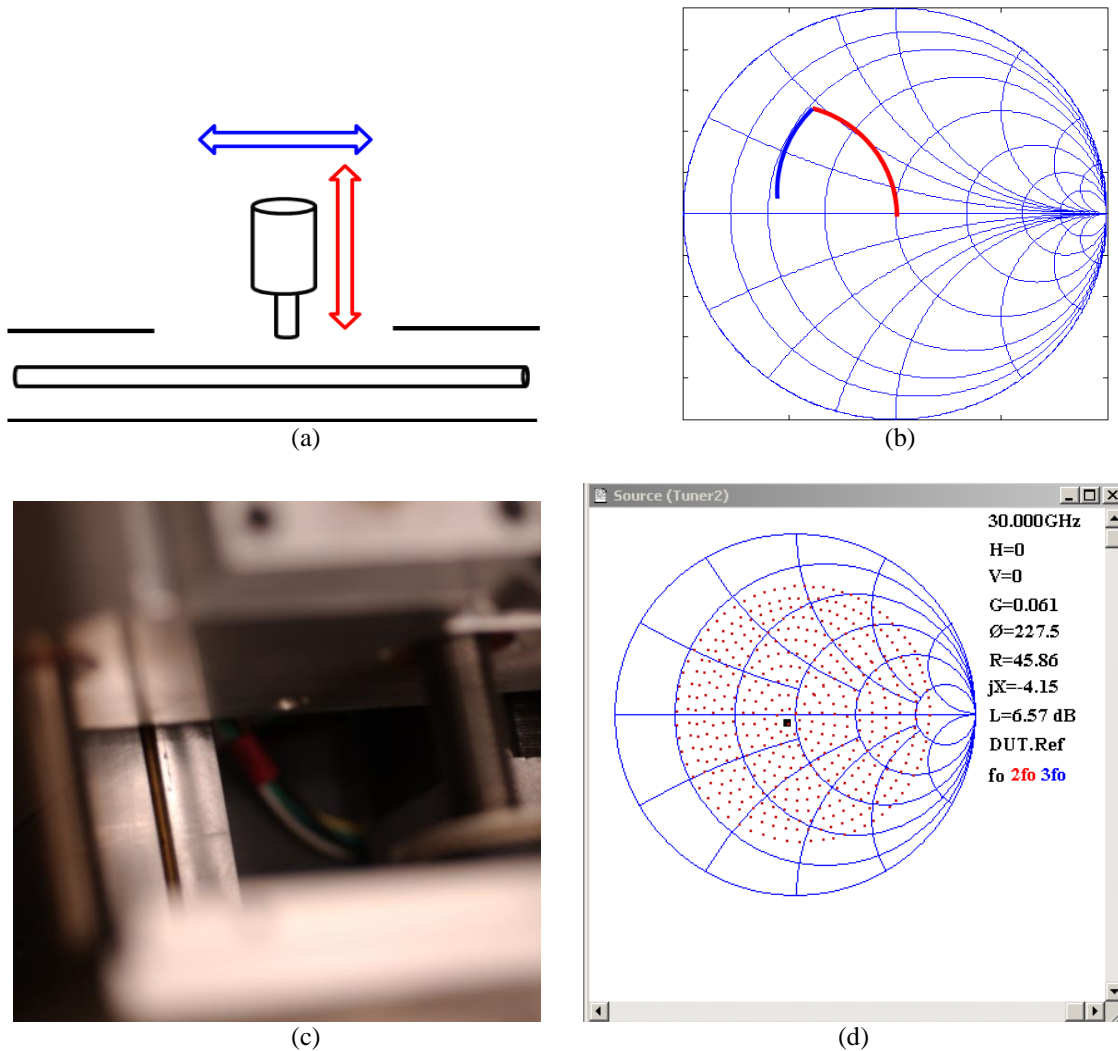 (a)
(b)
Source (Tuner2)
30.000GHz
H=0
V=0
G=0.061
Ø=227.5
R=45.86
jX=-4.15
L=6.57 dB
DUT.Ref
fo 2fo 3fo
(c)
(d)